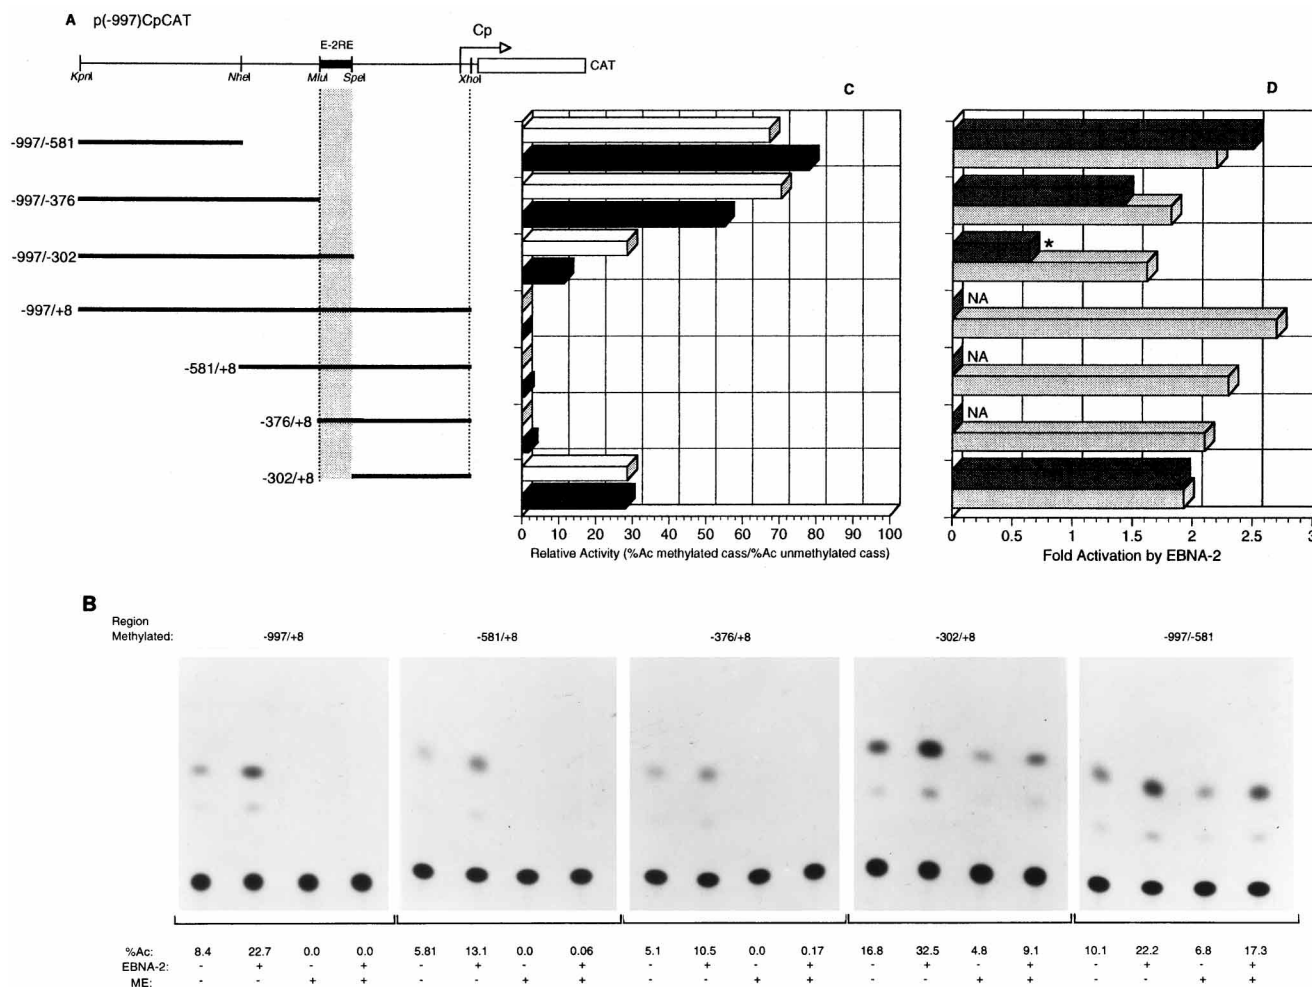 A p(-997)CpCAT
E-2RE
Cp
CAT
KpnI NheI MluI SpeI XhoI
-997/-581
-997/-376
-997/-302
-997/+8
-581/+8
-376/+8
-302/+8
C
0 10 20 30 40 50 60 70 80 90 100
Relative Activity (%Ac methylated cass/%Ac unmethylated cass)
D
*
NA
NA
NA
0 0.5 1 1.5 2 2.5 3
Fold Activation by EBNA-2
B
Region
Methylated: -997/+8 -581/+8 -376/+8 -302/+8 -997/-581
%Ac: 8.4 22.7 0.0 0.0 5.81 13.1 0.0 0.06 5.1 10.5 0.0 0.17 16.8 32.5 4.8 9.1 10.1 22.2 6.8 17.3
EBNA-2: - + - + - + - + - + - + - + - + - + - +
ME: - - + + - - + + - - + + - - + + - - + +